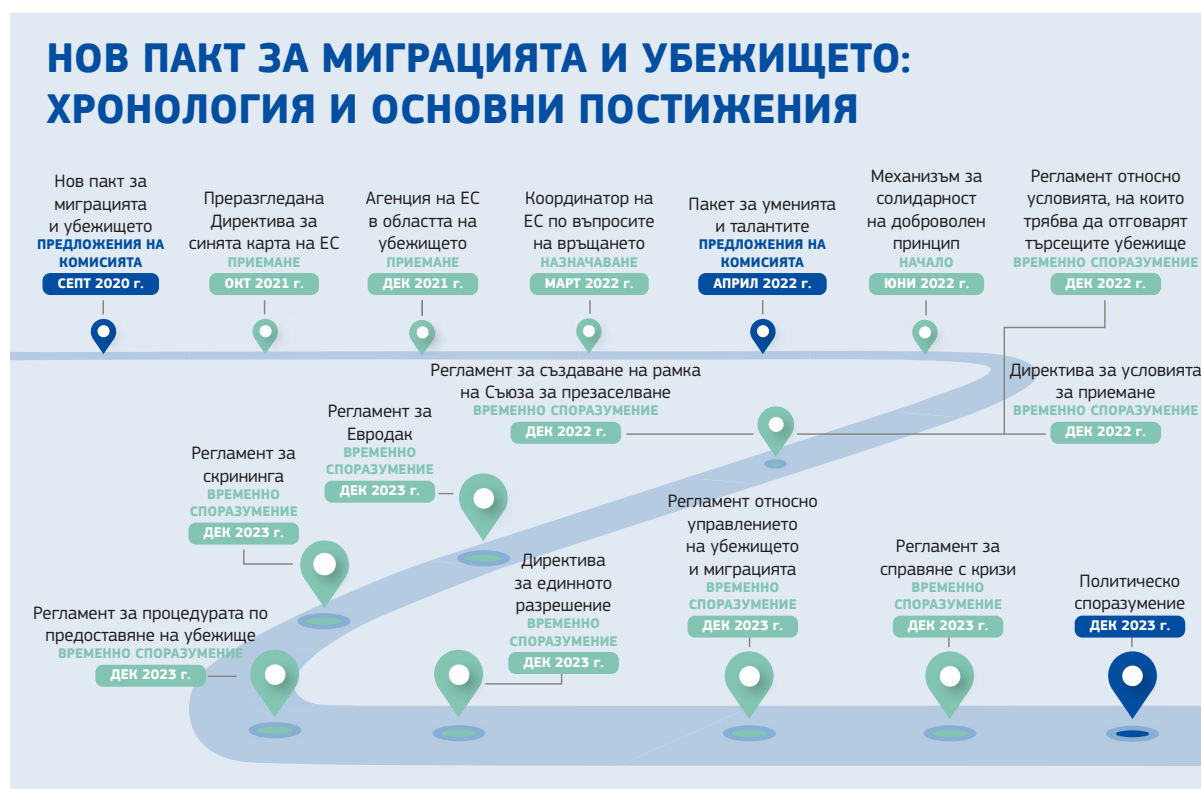 НОВ ПАКТ ЗА МИГРАЦИЯТА И УБЕЖИЩЕТО:
ХРОНОЛОГИЯ И ОСНОВНИ ПОСТИЖЕНИЯ
Нов пакт за
миграцията
и убежището
ПРЕДЛОЖЕНИЯ НА
КОМИСИЯТА
СЕПТ 2020 г.
Преразгледана
Директива за
синята карта на ЕС
ПРИЕМАНЕ
ОКТ 2021 г.
Агенция на ЕС
в областта на
убежището
ПРИЕМАНЕ
ДЕК 2021 г.
Координатор на
ЕС по въпросите
на връщането
НАЗНАЧАВАНЕ
МАРТ 2022 г.
Пакет за уменията
и талантите
ПРЕДЛОЖЕНИЯ НА
КОМИСИЯТА
АПРИЛ 2022 г.
Механизъм за
солидарност
на доброволен
принцип
НАЧАЛО
ЮНИ 2022 г.
Регламент относно
условията, на които
трябва да отговарят
търсещите убежище
ВРЕМЕННО СПОРАЗУМЕНИЕ
ДЕК 2022 г.
Директива за условията
за приемане
ВРЕМЕННО СПОРАЗУМЕНИЕ
ДЕК 2022 г.
Регламент за създаване на рамка
на Съюза за презаселване
ВРЕМЕННО СПОРАЗУМЕНИЕ
ДЕК 2022 г.
Регламент за
Евродак
ВРЕМЕННО
СПОРАЗУМЕНИЕ
ДЕК 2023 г.
Регламент за
скрининга
ВРЕМЕННО
СПОРАЗУМЕНИЕ
ДЕК 2023 г.
Регламент за процедурата по
предоставяне на убежище
ВРЕМЕННО СПОРАЗУМЕНИЕ
ДЕК 2023 г.
Директива
за единното
разрешение
ВРЕМЕННО
СПОРАЗУМЕНИЕ
ДЕК 2023 г.
Регламент относно
управлението
на убежището
и миграцията
ВРЕМЕННО
СПОРАЗУМЕНИЕ
ДЕК 2023 г.
Регламент за
справяне с кризи
ВРЕМЕННО
СПОРАЗУМЕНИЕ
ДЕК 2023 г.
Политическо
споразумение
ДЕК 2023 г.